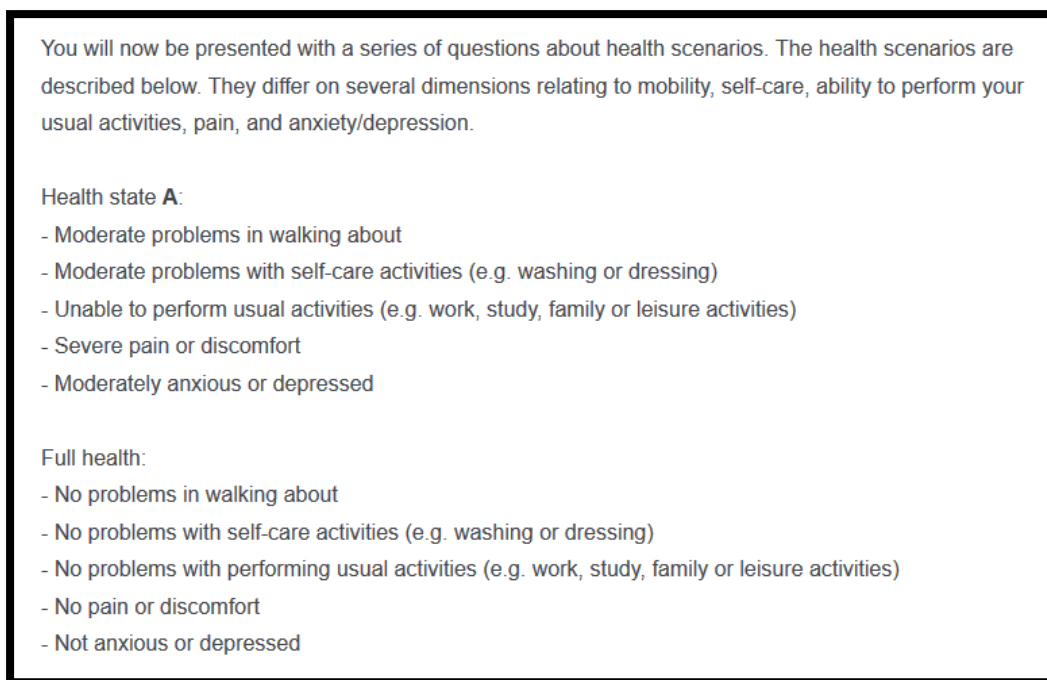 You will now be presented with a series of questions about health scenarios. The health scenarios are
described below. They differ on several dimensions relating to mobility, self-care, ability to perform your
usual activities, pain, and anxiety/depression.
Health state A:
- Moderate problems in walking about
- Moderate problems with self-care activities (e.g. washing or dressing)
- Unable to perform usual activities (e.g. work, study, family or leisure activities)
- Severe pain or discomfort
- Moderately anxious or depressed
Full health:
- No problems in walking about
- No problems with self-care activities (e.g. washing or dressing)
- No problems with performing usual activities (e.g. work, study, family or leisure activities)
- No pain or discomfort
- Not anxious or depressed